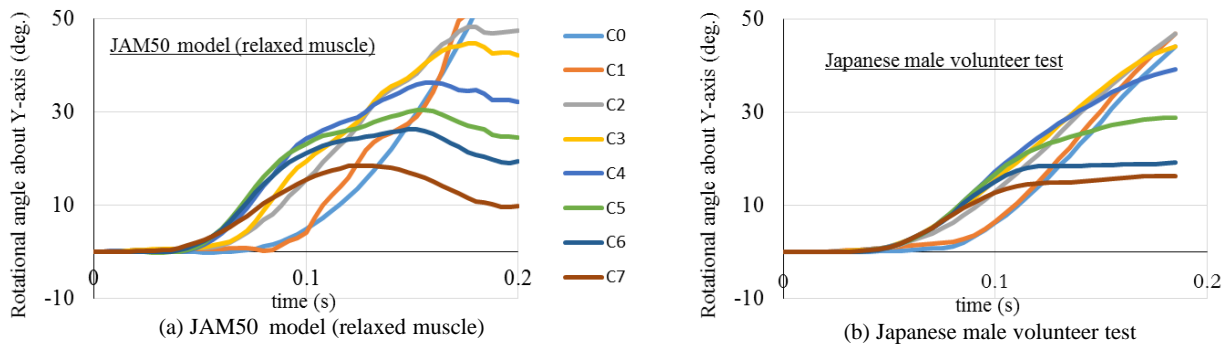 Rotational angle about Y-axis (deg.)
50
30
10
-10
0
0.1
0.2
time (s)
JAM50 model (relaxed muscle)
C0
C1
C2
C3
C4
C5
C6
C7
(a) JAM50 model (relaxed muscle)
Rotational angle about Y-axis (deg.)
50
30
10
-10
0
0.1
0.2
time (s)
Japanese male volunteer test
(b) Japanese male volunteer test